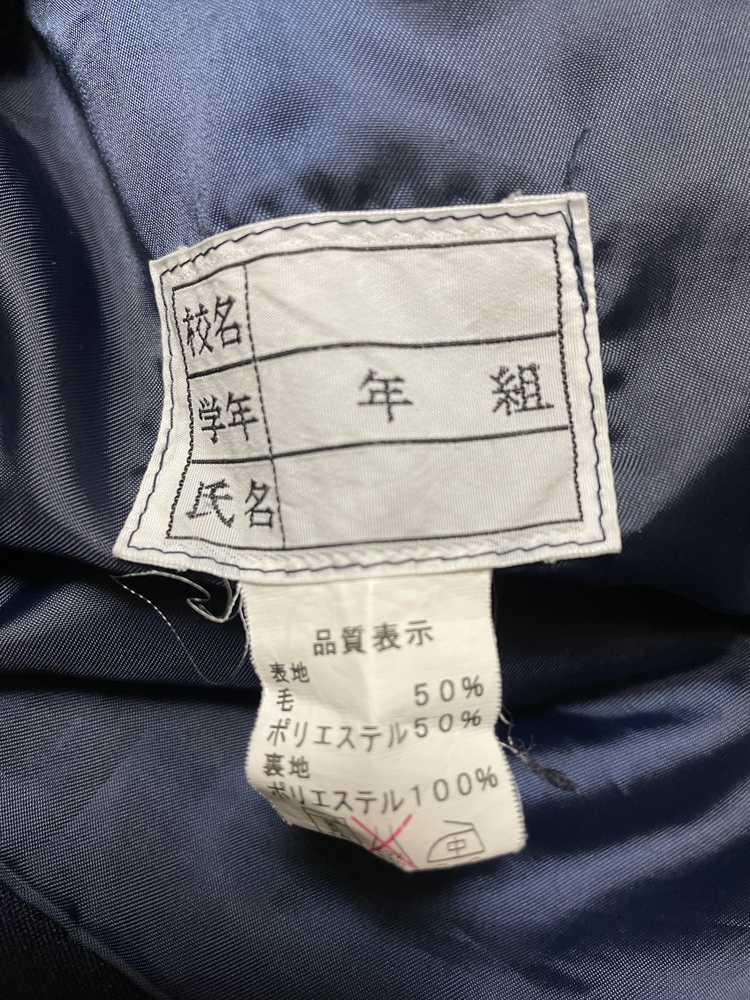 校名
学年 年 組
氏名
品質表示
表地
毛 50%
ポリエステル50%
裏地
ポリエステル100%
中